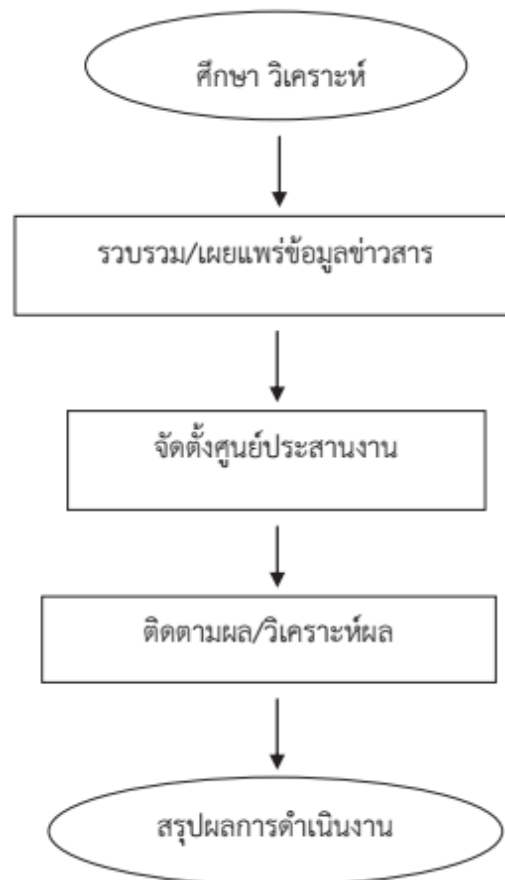 ศึกษา วิเคราะห์
รวบรวม/เผยแพร่ข้อมูลข่าวสาร
จัดตั้งศูนย์ประสานงาน
ติดตามผล/วิเคราะห์ผล
สรุปผลการดำเนินงาน